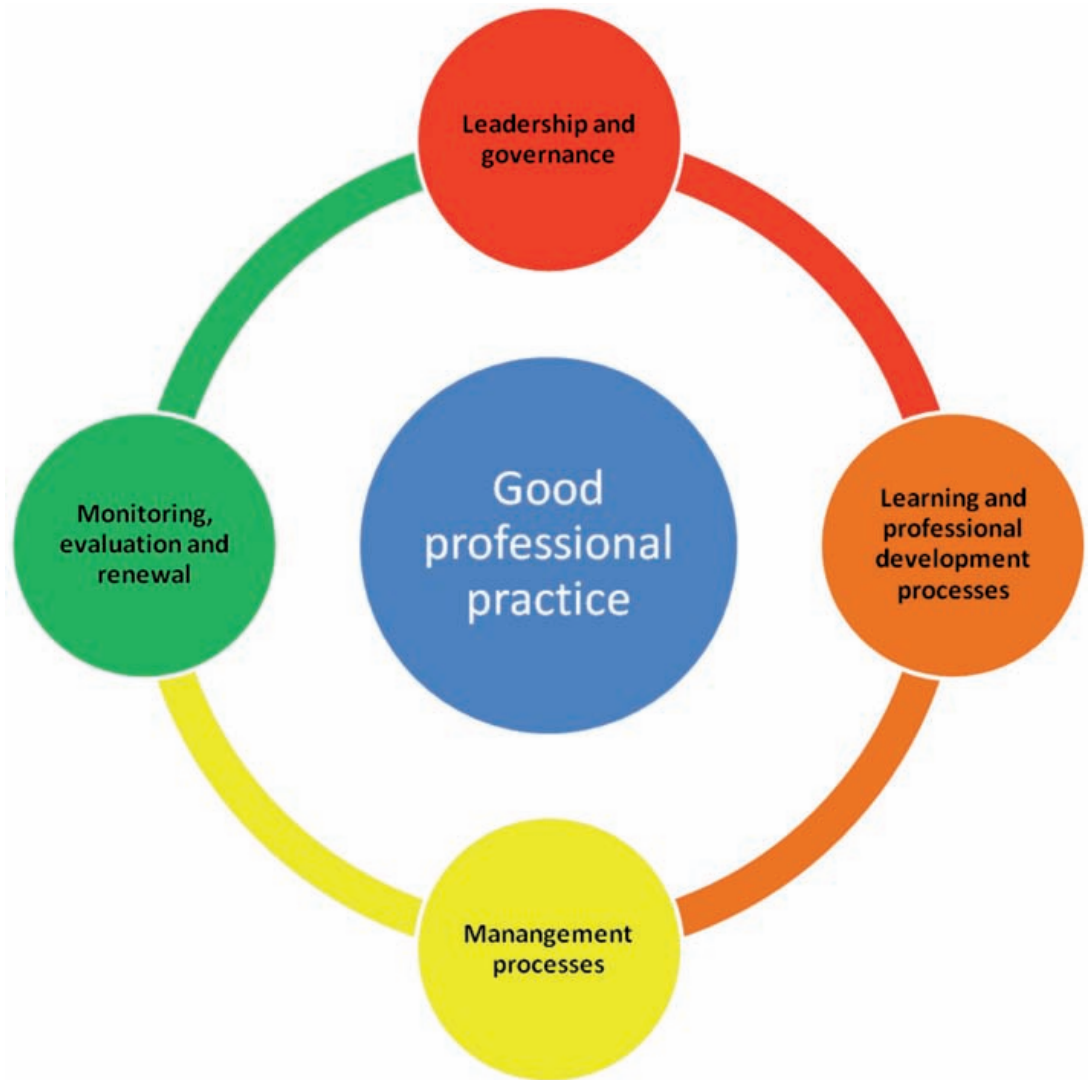 Leadership and
governance
Good
professional
practice
Monitoring,
evaluation and
renewal
Learning and
professional
development
processes
Manangement
processes